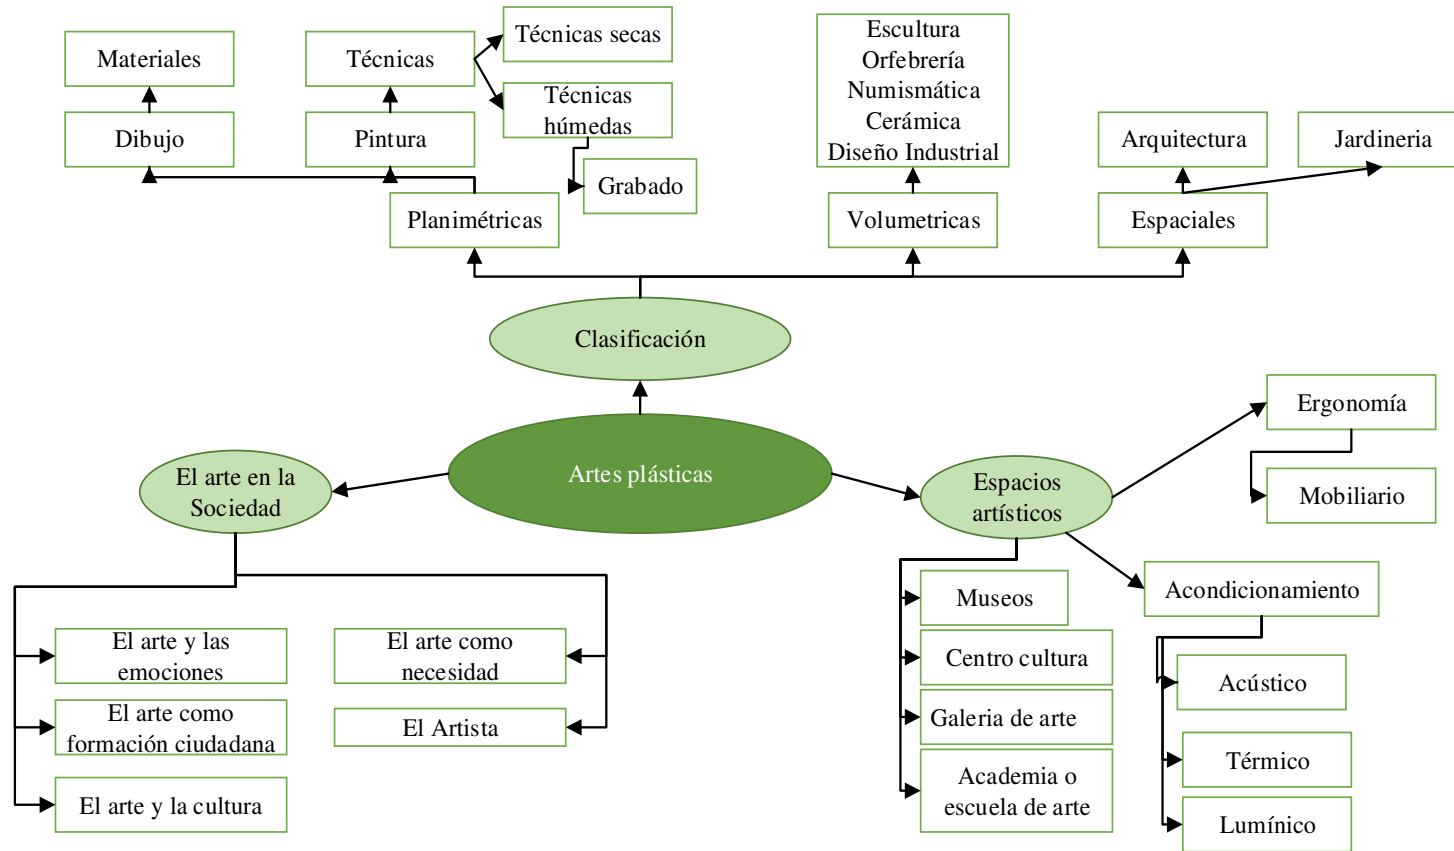 Materiales
Técnicas
Técnicas secas
Técnicas
húmedas
Dibujo
Pintura
Grabado
Planimétricas
Escultura
Orfebrería
Numismática
Cerámica
Diseño Industrial
Volumetricas
Arquitectura
Jardineria
Espaciales
Clasificación
Artes plásticas
El arte en la
Sociedad
El arte y las
emociones
El arte como
formación ciudadana
El arte y la cultura
El arte como
necesidad
El Artista
Espacios
artísticos
Museos
Centro cultura
Galeria de arte
Academia o
escuela de arte
Ergonomía
Mobiliario
Acondicionamiento
Acústico
Térmico
Lumínico